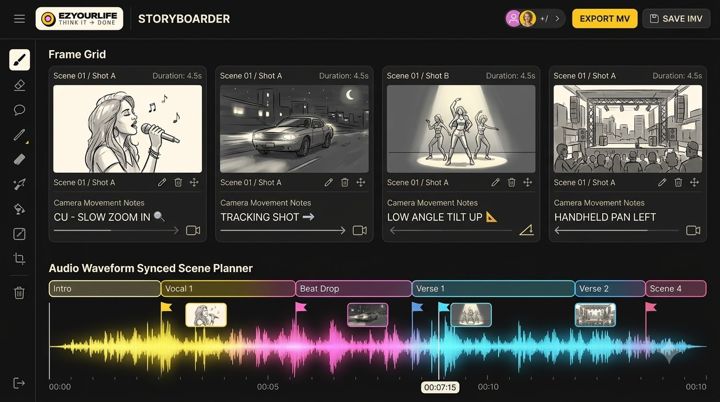 EZYOURLIFE
THINK IT → DONE
STORYBOARDER
+/
EXPORT MV
SAVE IMV
Frame Grid
Scene 01 / Shot A
Duration: 4.5s
Scene 01 / Shot A
Duration: 4.5s
Scene 01 / Shot B
Duration: 4.5s
Scene 01 / Shot A
Duration: 4.5s
Scene 01 / Shot A
Scene 01 / Shot A
Scene 01 / Shot A
Scene 01 / Shot A
Camera Movement Notes
CU - SLOW ZOOM IN 🔍
Camera Movement Notes
TRACKING SHOT ➡
Camera Movement Notes
LOW ANGLE TILT UP 📐
Camera Movement Notes
HANDHELD PAN LEFT
Audio Waveform Synced Scene Planner
Intro
Vocal 1
Beat Drop
Verse 1
Verse 2
Scene 4
00:00
00:05
00:07:15
00:10
00:10